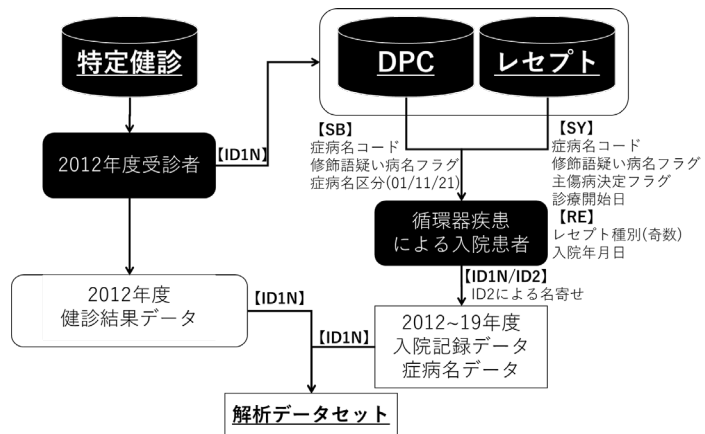 特定健診
DPC
レセプト
【ID1N】
2012年度受診者
【SB】
症病名コード
修飾語疑い病名フラグ
症病名区分(01/11/21)
【SY】
症病名コード
修飾語疑い病名フラグ
主傷病決定フラグ
診療開始日
【RE】
レセプト種別(奇数)
入院年月日
循環器疾患
による入院患者
【ID1N/ID2】
ID2による名寄せ
2012年度
健診結果データ
【ID1N】
【ID1N】
2012~19年度
入院記録データ
症病名データ
解析データセット